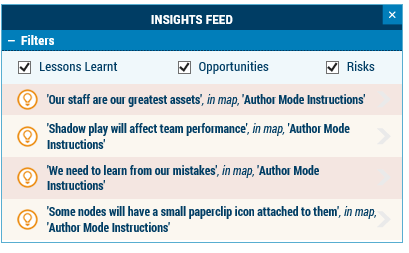 INSIGHTS FEED
– Filters
Lessons Learnt Opportunities Risks
'Our staff are our greatest assets', in map, 'Author Mode Instructions'
'Shadow play will affect team performance', in map, 'Author Mode
Instructions'
'We need to learn from our mistakes', in map, 'Author Mode
Instructions'
'Some nodes will have a small paperclip icon attached to them', in map,
'Author Mode Instructions'